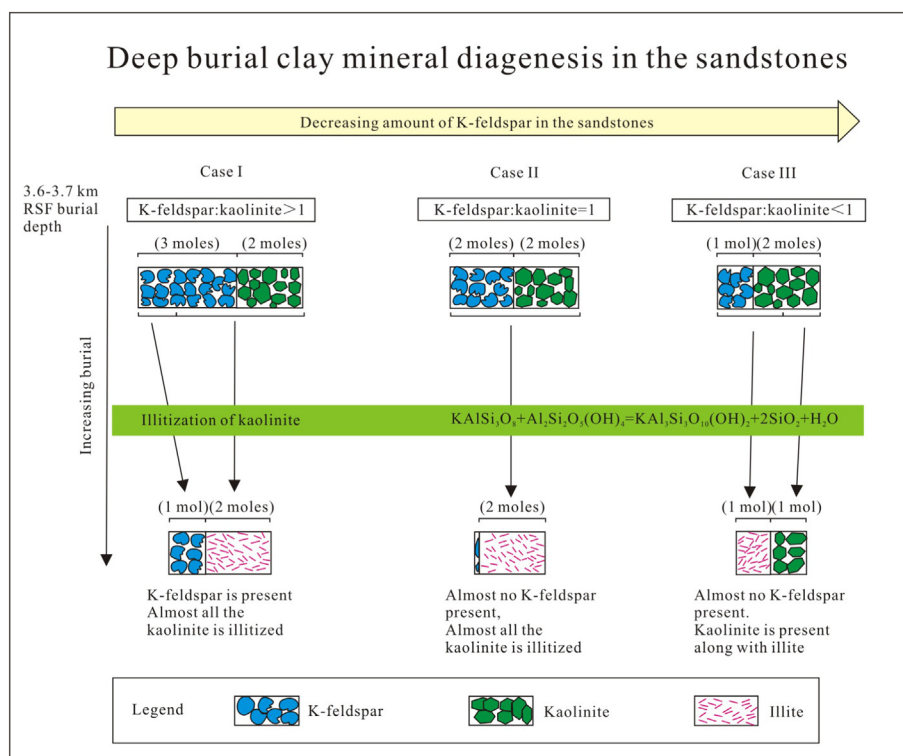 Deep burial clay mineral diagenesis in the sandstones
Decreasing amount of K-feldspar in the sandstones
Case I
Case II
Case III
3.6-3.7 km
RSF burial
depth
K-feldspar:kaolinite>1
K-feldspar:kaolinite=1
K-feldspar:kaolinite<1
(3 moles)
(2 moles)
(2 moles)
(2 moles)
(1 mol)
(2 moles)
Increasing burial
Illitization of kaolinite
KAlSi₃O₈+Al₂Si₂O₅(OH)₄=KAl₃Si₃O₁₀(OH)₂+2SiO₂+H₂O
(1 mol)
(2 moles)
(2 moles)
(1 mol)
(1 mol)
K-feldspar is present
Almost all the
kaolinite is illitized
Almost no K-feldspar
present,
Almost all the
kaolinite is illitized
Almost no K-feldspar
present.
Kaolinite is present
along with illite
Legend
K-feldspar
Kaolinite
Illite